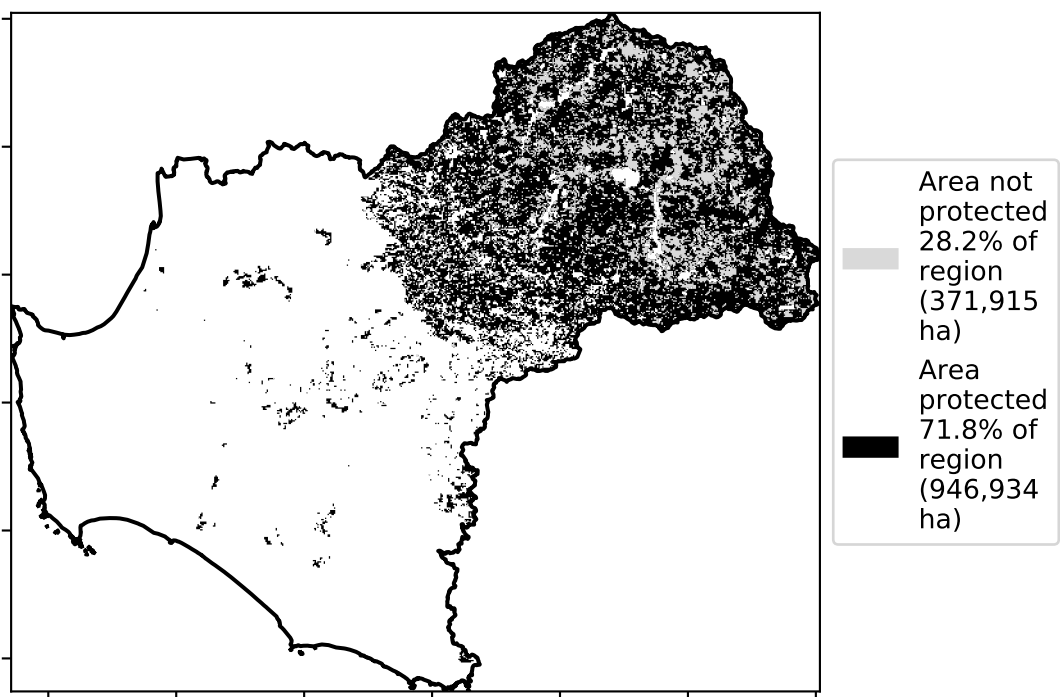 Area not
protected
28.2% of
region
(371,915
ha)
Area
protected
71.8% of
region
(946,934
ha)